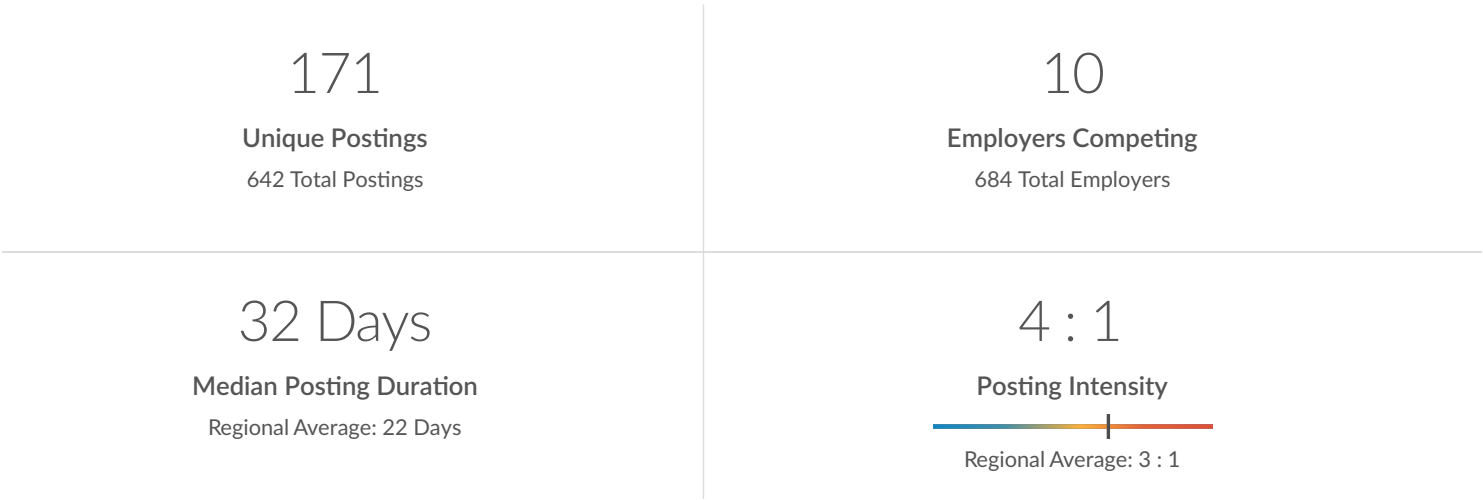 171
Unique Postings
642 Total Postings
10
Employers Competing
684 Total Employers
32 Days
Median Posting Duration
Regional Average: 22 Days
4 : 1
Posting Intensity
Regional Average: 3 : 1